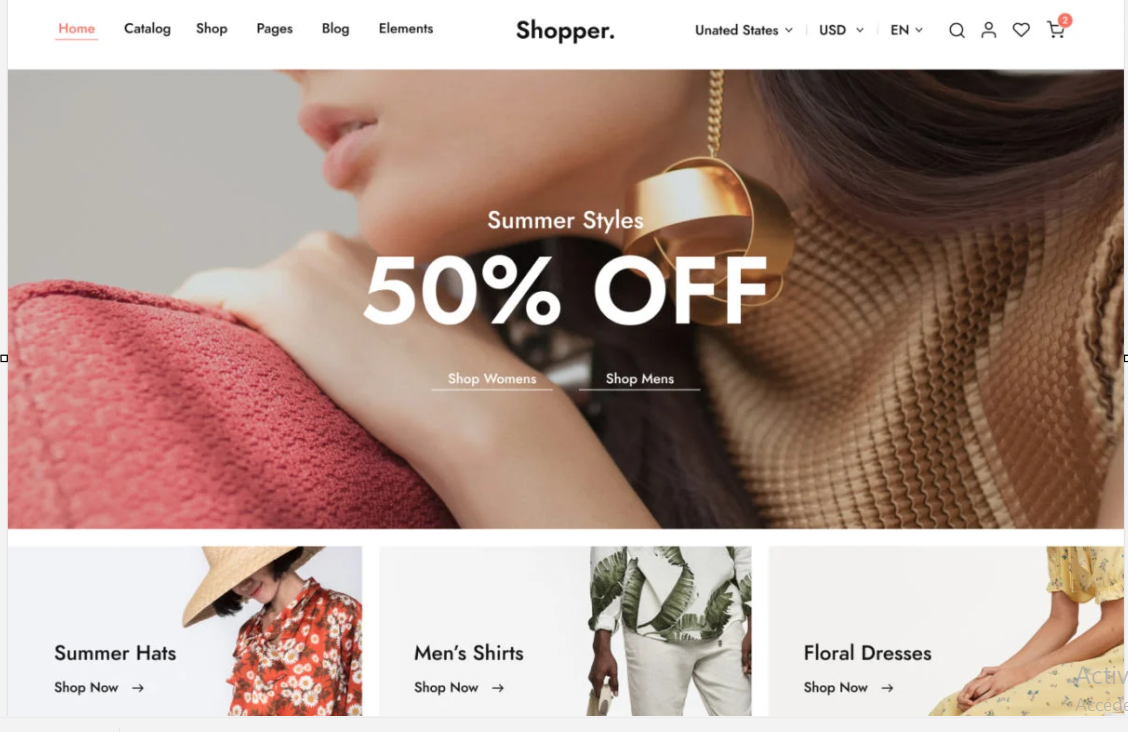 Home Catalog Shop Pages Blog Elements Shopper. Unated States USD EN 2
Summer Styles
50% OFF
Shop Womens Shop Mens
Summer Hats Men's Shirts Floral Dresses
Shop Now → Shop Now → Shop Now →
Activ
Accede